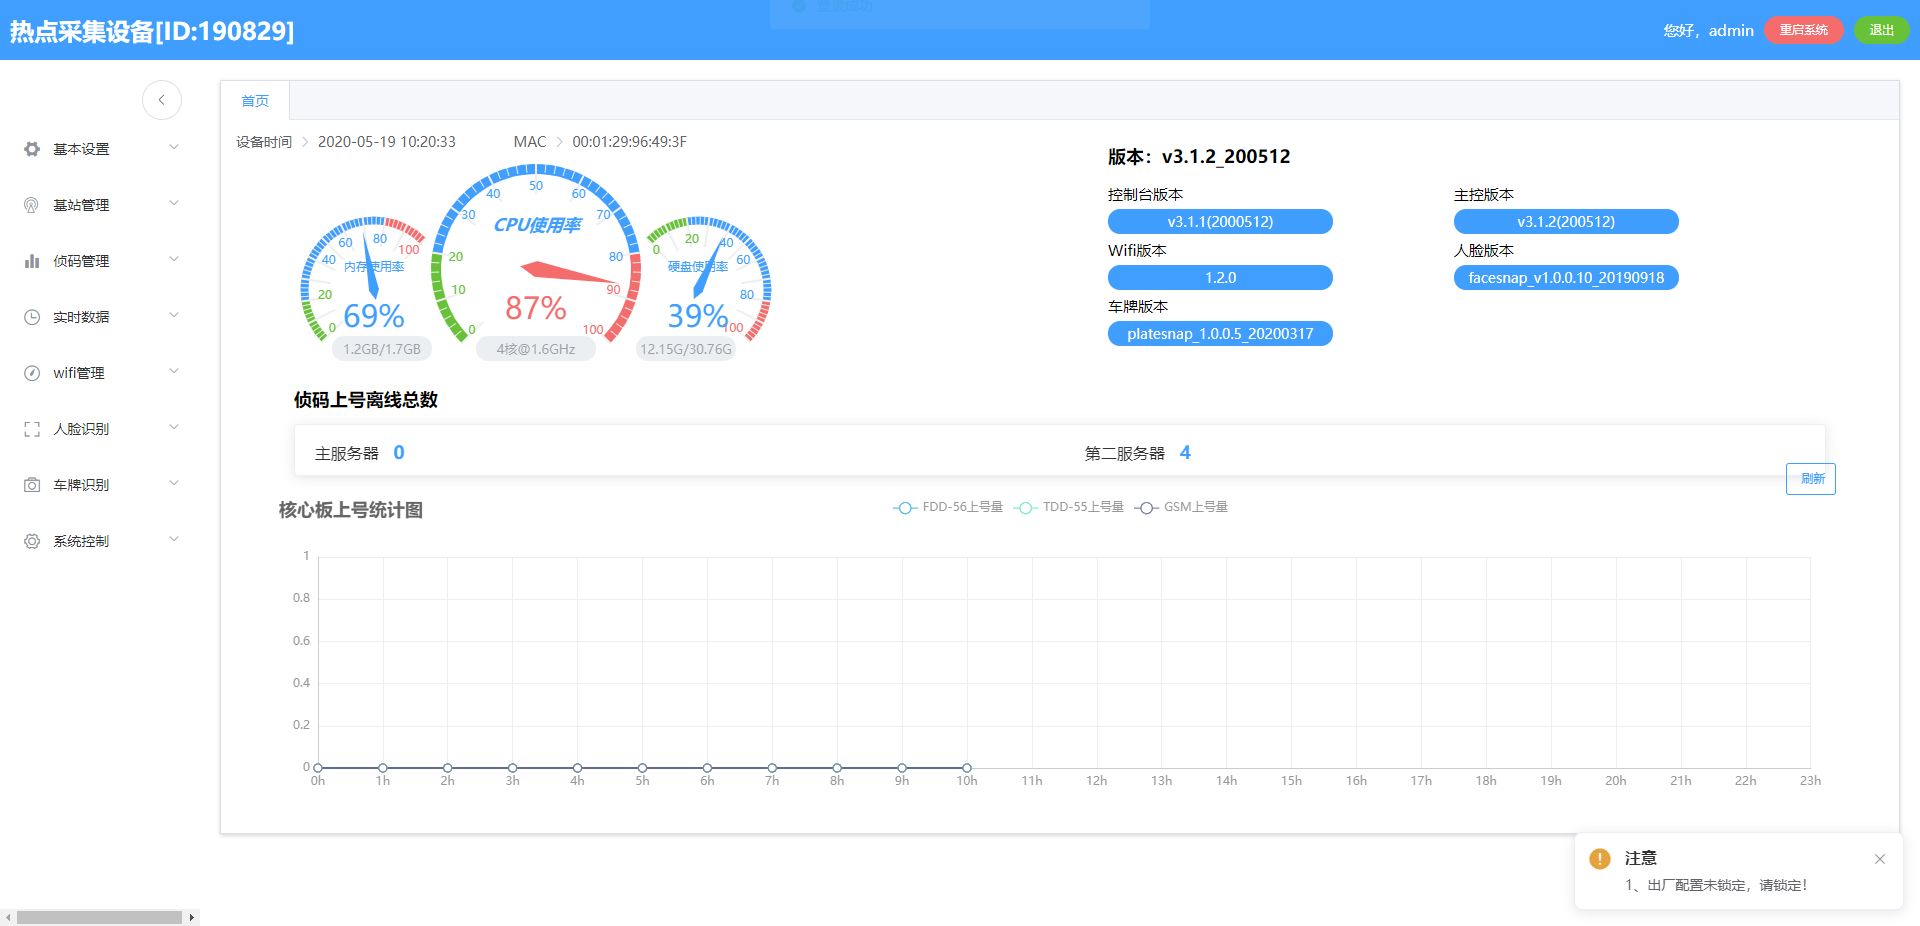 热点采集设备[ID:190829]
登录成功
您好，admin
重启系统
退出
首页
基本设置
基站管理
侦码管理
实时数据
wifi管理
人脸识别
车牌识别
系统控制
设备时间 2020-05-19 10:20:33 MAC 00:01:29:96:49:3F
0 20 40 60 80 100
内存使用率
69%
1.2GB/1.7GB
0 10 20 30 40 50 60 70 80 90 100
CPU使用率
87%
4核@1.6GHz
0 20 40 60 80 100
硬盘使用率
39%
12.15G/30.76G
版本：v3.1.2_200512
控制台版本 主控版本
v3.1.1(2000512) v3.1.2(200512)
Wifi版本 人脸版本
1.2.0 facesnap_v1.0.0.10_20190918
车牌版本
platesnap_1.0.0.5_20200317
侦码上号离线总数
主服务器 0 第二服务器 4
刷新
核心板上号统计图
FDD-56上号量 TDD-55上号量 GSM上号量
1
0.8
0.6
0.4
0.2
0
0h 1h 2h 3h 4h 5h 6h 7h 8h 9h 10h 11h 12h 13h 14h 15h 16h 17h 18h 19h 20h 21h 22h 23h
注意
1、出厂配置未锁定，请锁定!